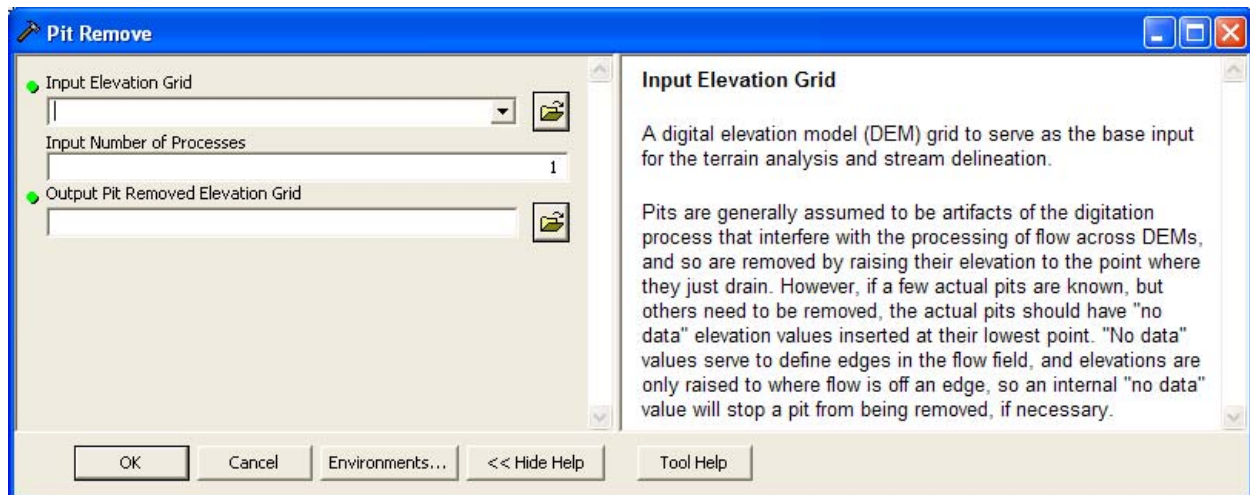 Pit Remove
Input Elevation Grid
Input Number of Processes
1
Output Pit Removed Elevation Grid
Input Elevation Grid
A digital elevation model (DEM) grid to serve as the base input
for the terrain analysis and stream delineation.
Pits are generally assumed to be artifacts of the digitation
process that interfere with the processing of flow across DEMs,
and so are removed by raising their elevation to the point where
they just drain. However, if a few actual pits are known, but
others need to be removed, the actual pits should have "no
data" elevation values inserted at their lowest point. "No data"
values serve to define edges in the flow field, and elevations are
only raised to where flow is off an edge, so an internal "no data"
value will stop a pit from being removed, if necessary.
OK
Cancel
Environments...
<< Hide Help
Tool Help